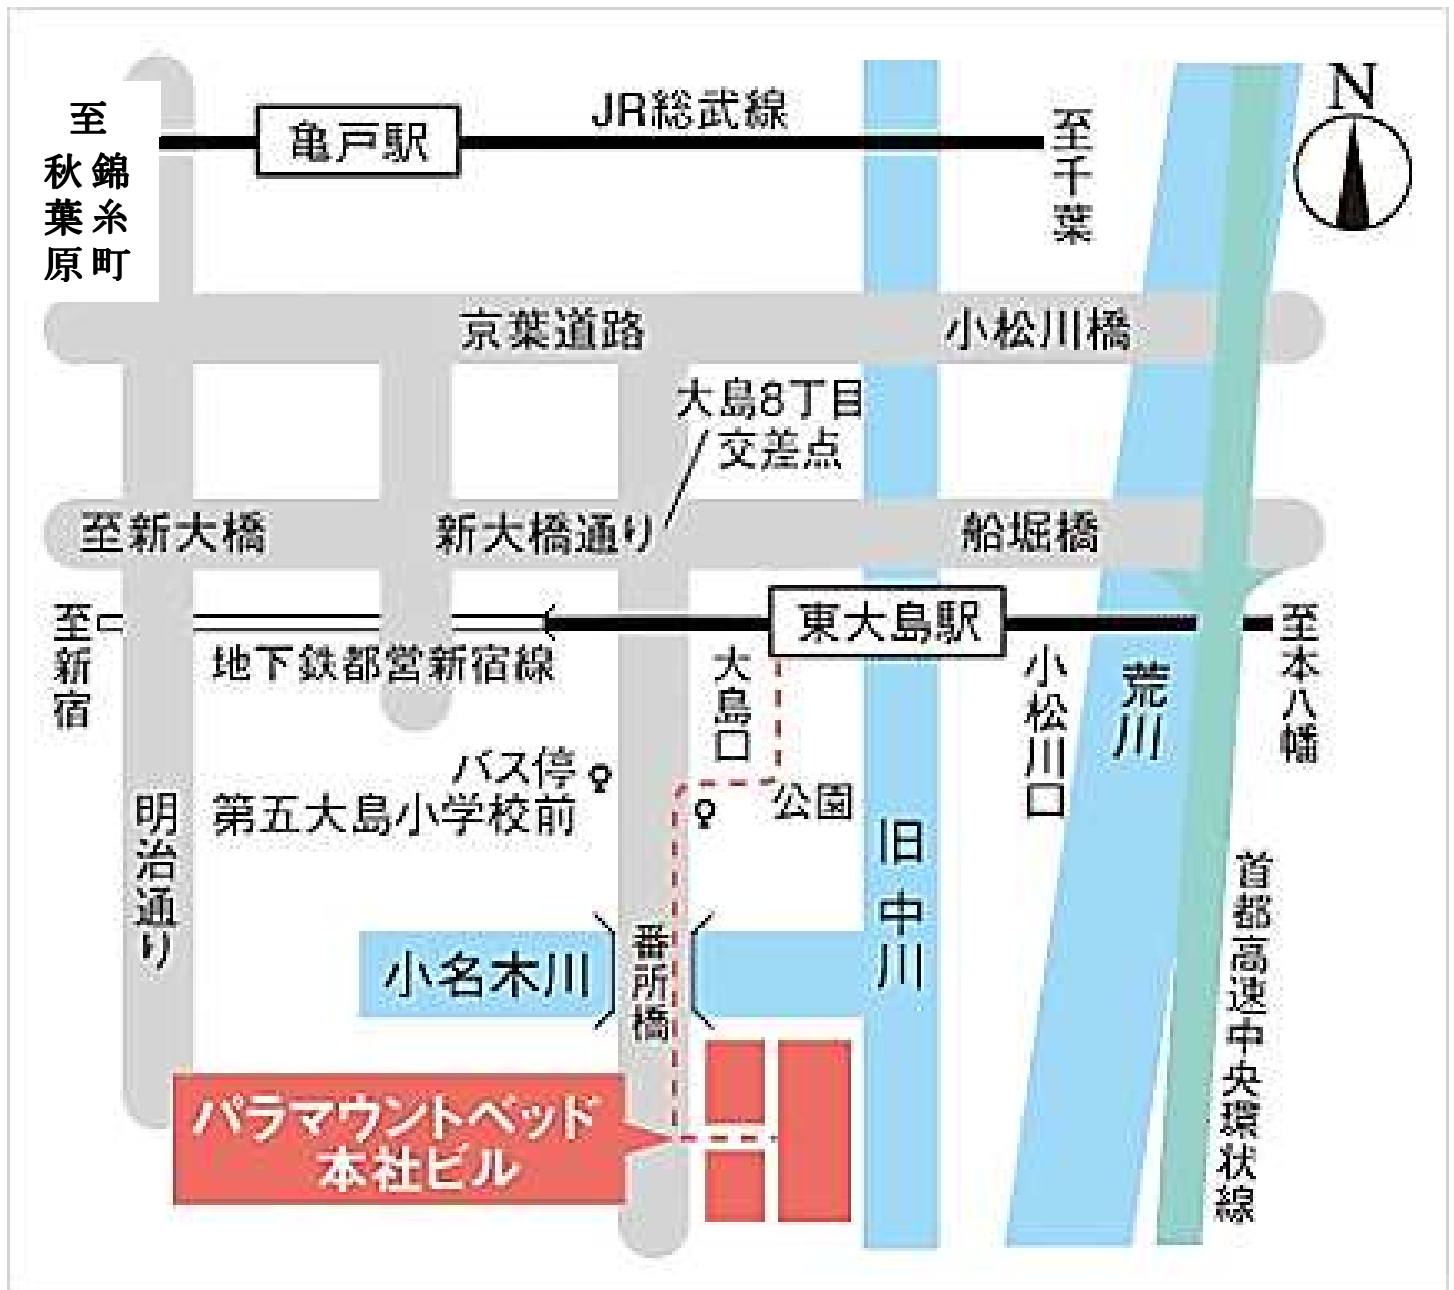 至
錦糸町
秋葉原
亀戸駅
JR総武線
至千葉
N
京葉道路
小松川橋
大島8丁目
交差点
至新大橋
新大橋通り
船堀橋
至新宿
地下鉄都営新宿線
東大島駅
至本八幡
大島口
小松川口
荒川
バス停
第五大島小学校前
公園
明治通り
旧中川
首都高速中央環状線
小名木川
番所橋
パラマウントベッド
本社ビル